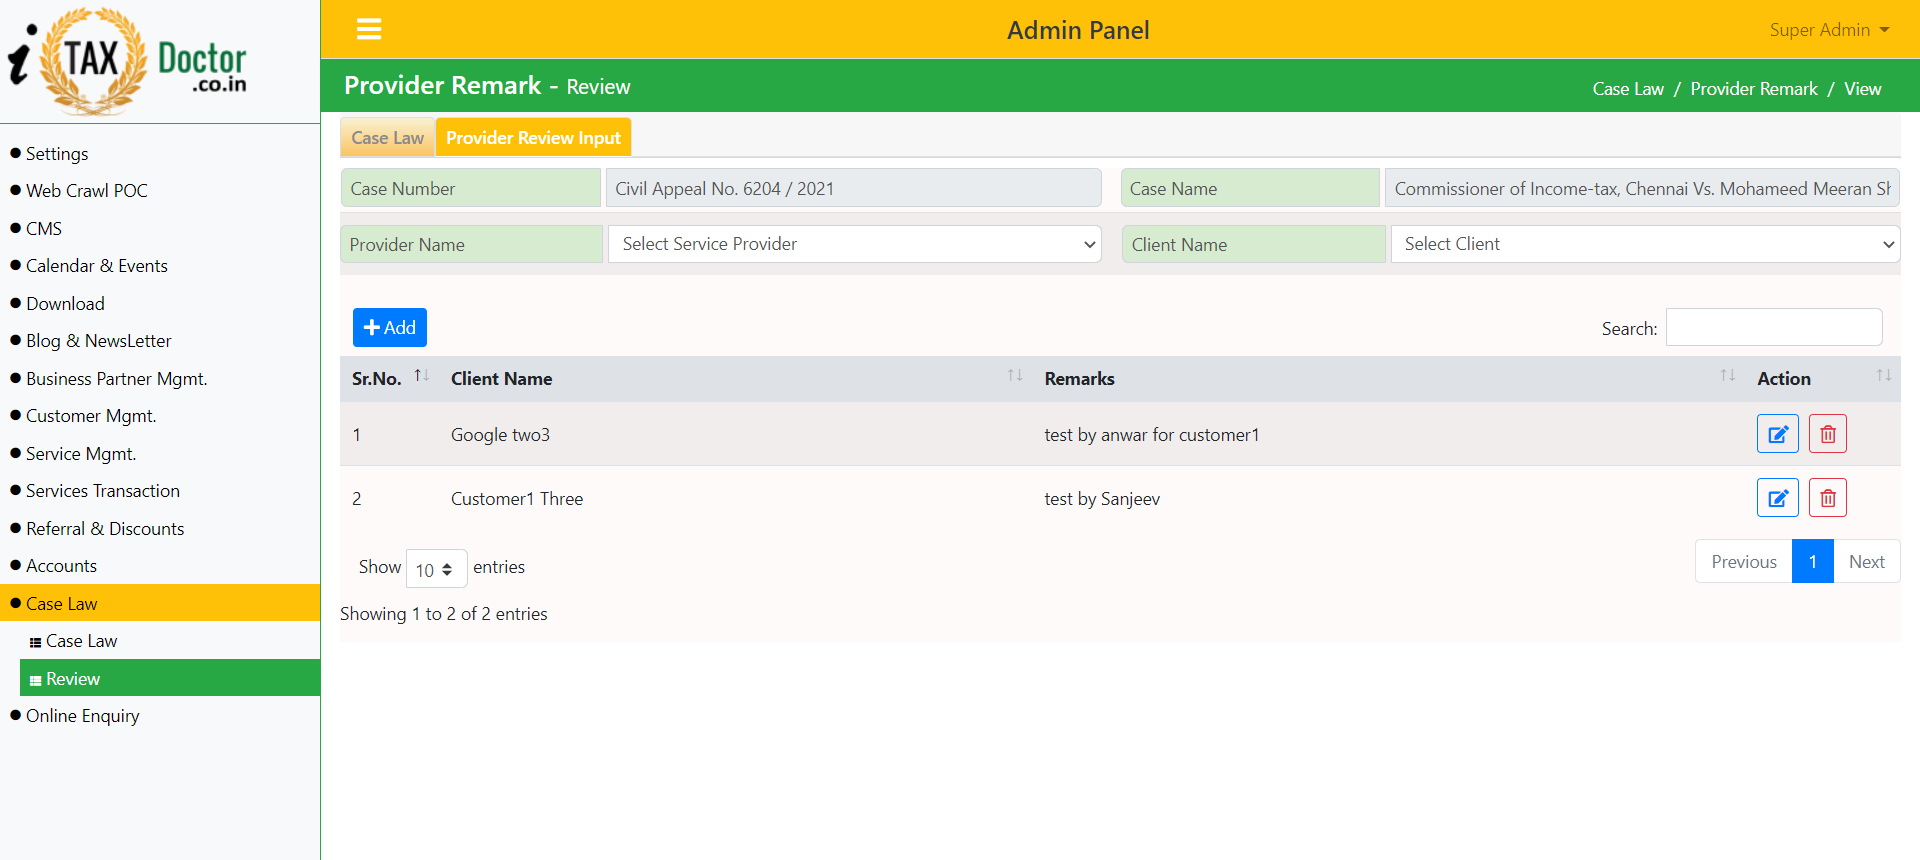 i TAX Doctor
.co.in
Admin Panel
Super Admin
Provider Remark - Review
Case Law / Provider Remark / View
Settings
Web Crawl POC
CMS
Calendar & Events
Download
Blog & NewsLetter
Business Partner Mgmt.
Customer Mgmt.
Service Mgmt.
Services Transaction
Referral & Discounts
Accounts
Case Law
Case Law
Review
Online Enquiry
Case Law Provider Review Input
Case Number Civil Appeal No. 6204 / 2021 Case Name Commissioner of Income-tax, Chennai Vs. Mohameed Meeran
Provider Name Select Service Provider Client Name Select Client
Add Search:
Sr.No. Client Name Remarks Action
1 Google two3 test by anwar for customer1
2 Customer1 Three test by Sanjeev
Show 10 entries Previous 1 Next
Showing 1 to 2 of 2 entries